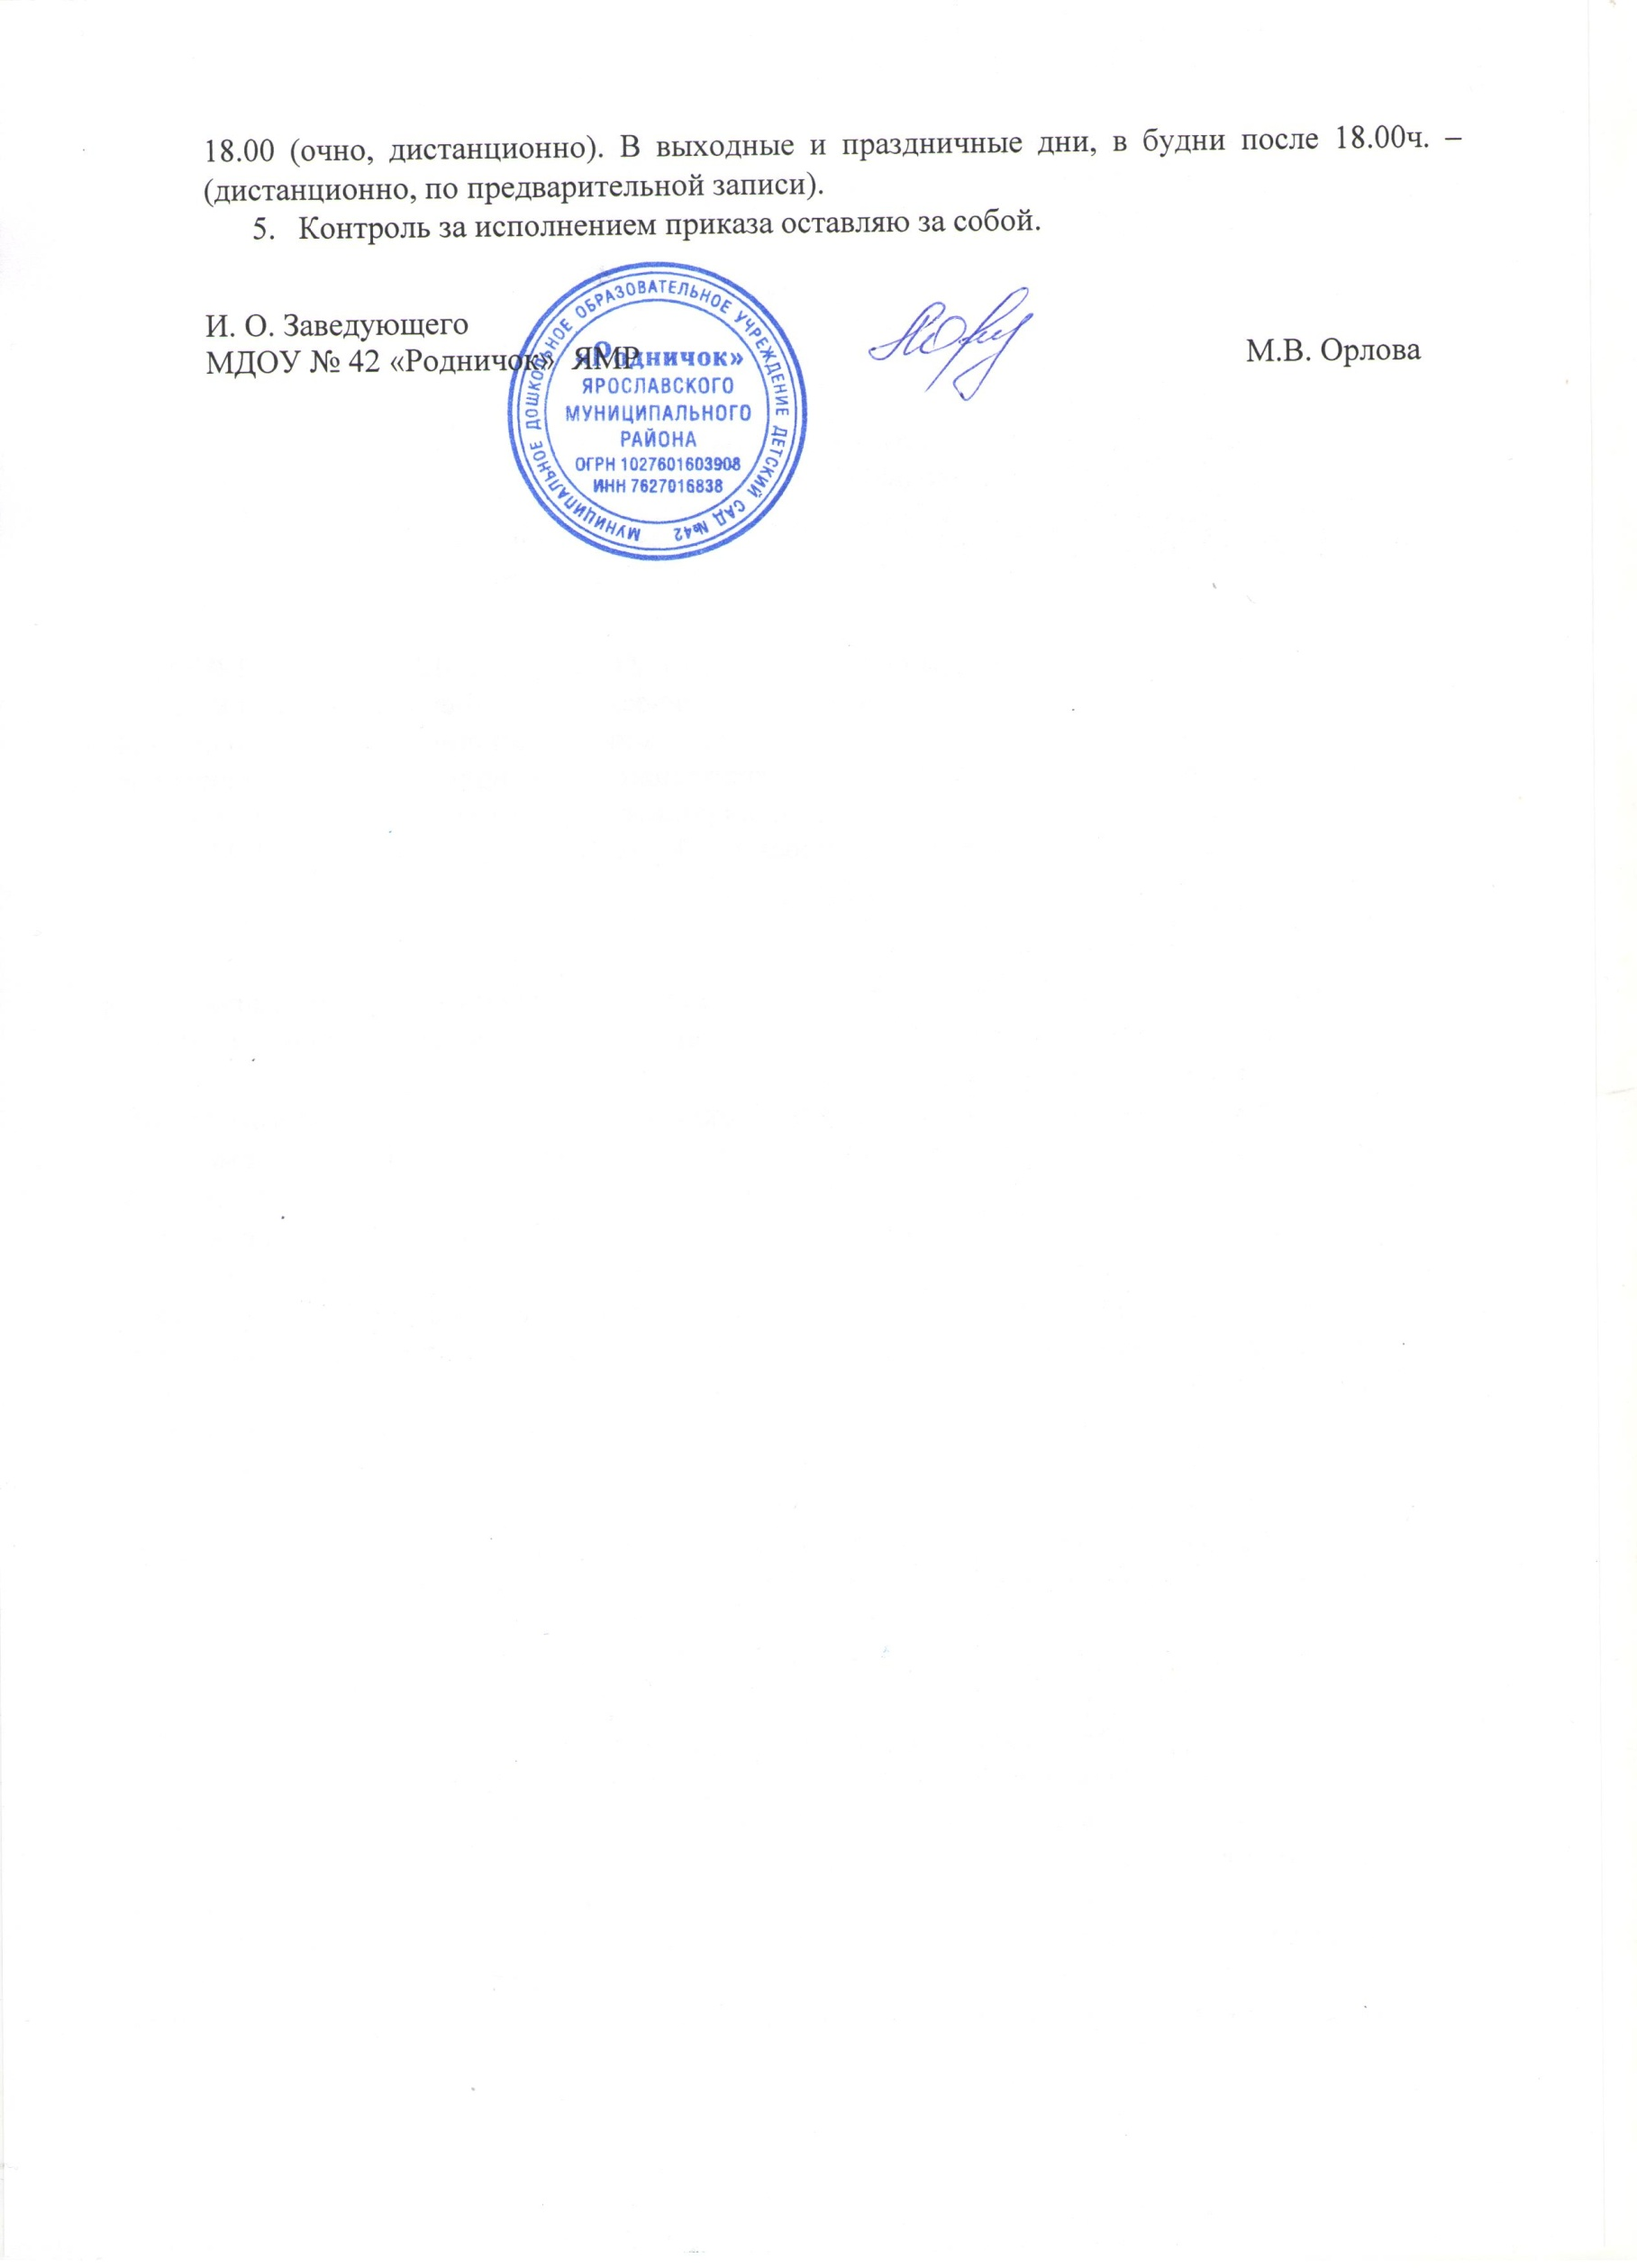 18.00 (очно, дистанционно). В выходные и праздничные дни, в будни после 18.00ч. –
(дистанционно, по предварительной записи).
5. Контроль за исполнением приказа оставляю за собой.
И. О. Заведующего
МДОУ № 42 «Родничок» ЯМР
М.В. Орлова
МУНИЦИПАЛЬНОЕ ДОШКОЛЬНОЕ ОБРАЗОВАТЕЛЬНОЕ УЧРЕЖДЕНИЕ ДЕТСКИЙ САД №42
«Родничок»
ЯРОСЛАВСКОГО
МУНИЦИПАЛЬНОГО
РАЙОНА
ОГРН 1027601603908
ИНН 7627016838